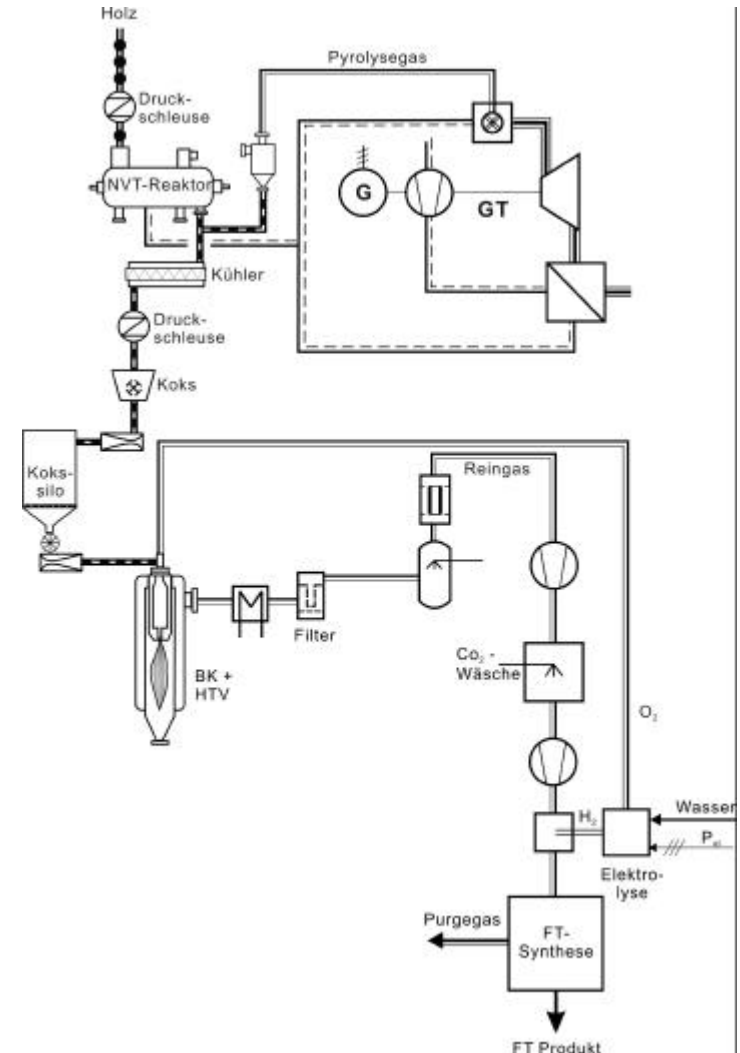 Holz
Pyrolysegas
Druck-
schleuse
NVT-Reaktor
G
GT
Kühler
Druck-
schleuse
Koks
Reingas
Koks-
silo
Filter
Co₂ -
Wäsche
BK +
HTV
O₂
Wasser
H₂
Pel
Elektro-
lyse
Purgegas
FT-
Synthese
FT Produkt